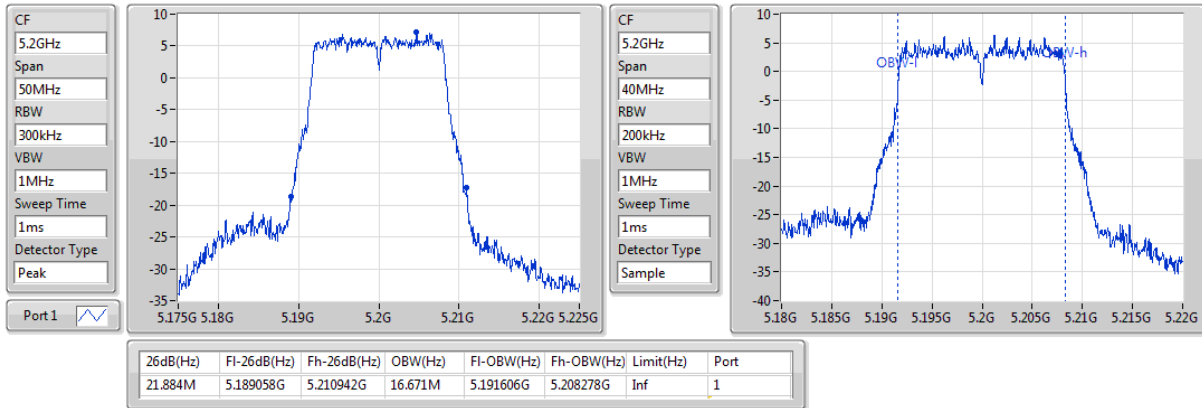 CF
5.2GHz
Span
50MHz
RBW
300kHz
VBW
1MHz
Sweep Time
1ms
Detector Type
Peak
Port 1
10
5
0
-5
-10
-15
-20
-25
-30
-35
5.175G 5.18G 5.19G 5.2G 5.21G 5.22G 5.225G
CF
5.2GHz
Span
40MHz
RBW
200kHz
VBW
1MHz
Sweep Time
1ms
Detector Type
Sample
10
5
0
-5
-10
-15
-20
-25
-30
-35
-40
OBW-l OBW-h
5.18G 5.185G 5.19G 5.195G 5.2G 5.205G 5.21G 5.215G 5.22G
26dB(Hz) Fl-26dB(Hz) Fh-26dB(Hz) OBW(Hz) Fl-OBW(Hz) Fh-OBW(Hz) Limit(Hz) Port
21.884M 5.189058G 5.210942G 16.671M 5.191606G 5.208278G Inf 1